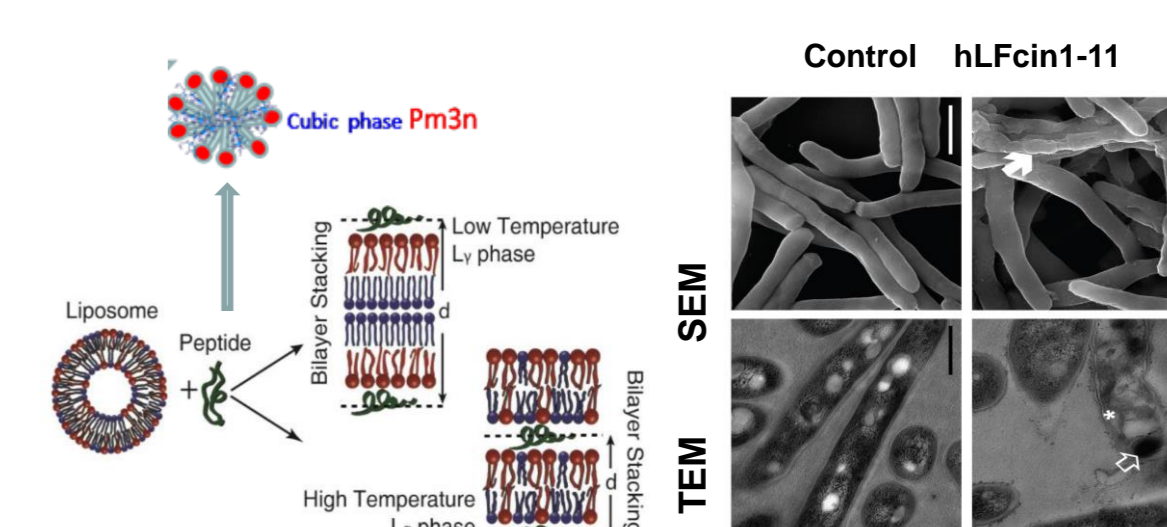 Control hLFcin1-11
Cubic phase Pm3n
Bilayer Stacking
Low Temperature
Lγ phase
d
Liposome
Peptide
+
SEM
Bilayer Stacking
d
High Temperature
phase
*
TEM